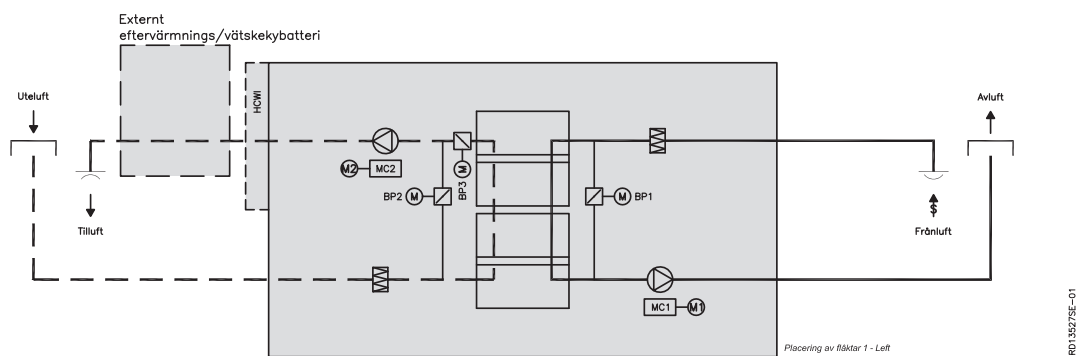 Externt
eftervärmnings/vätskekybatteri
Uteluft
HCWI
Avluft
M2
MC2
M
BP3
BP2
M
M
BP1
Tilluft
$
Frånluft
MC1
M1
Placering av fläktar 1 - Left
RD13527SE-01